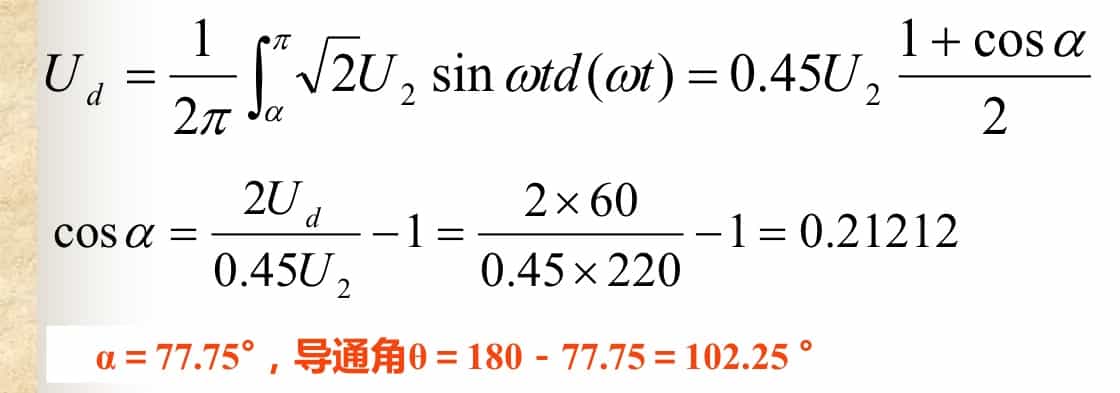 U_d = \frac{1}{2\pi} \int_{\alpha}^{\pi} \sqrt{2}U_2 \sin \omega t d(\omega t) = 0.45U_2 \frac{1 + \cos \alpha}{2}
\cos \alpha = \frac{2U_d}{0.45U_2} - 1 = \frac{2 \times 60}{0.45 \times 220} - 1 = 0.21212
α = 77.75°，导通角θ = 180 - 77.75 = 102.25 °